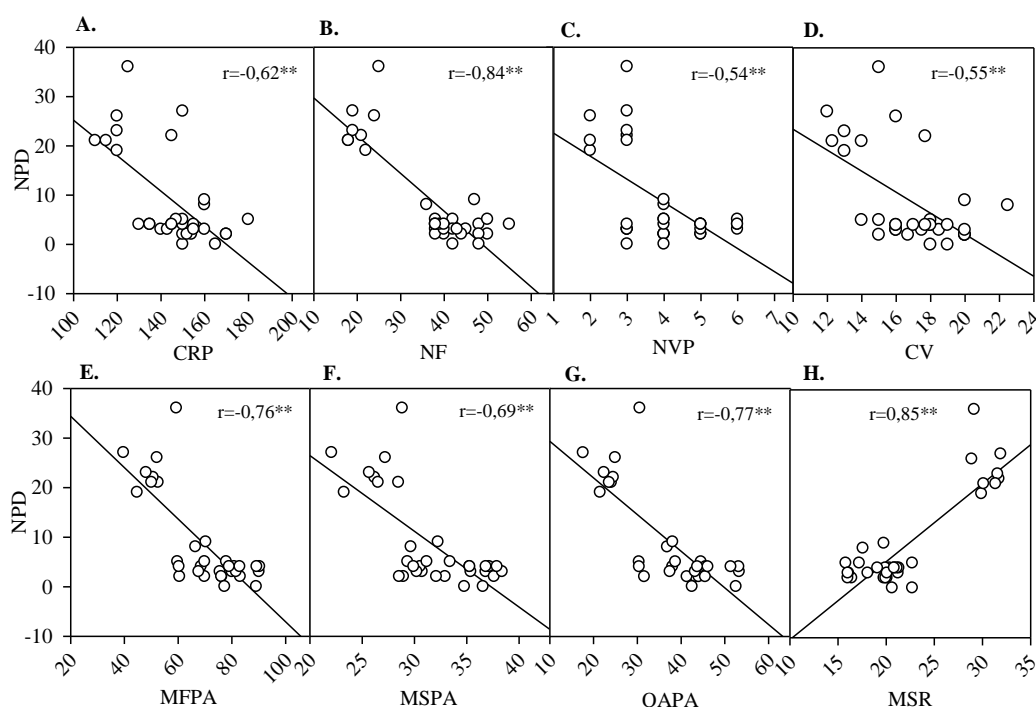 A. B. C. D.
40
30
20
10
0
-10
NPD
r=-0,62**
r=-0,84**
r=-0,54**
r=-0,55**
100 120 140 160 180 200
10 20 30 40 50 60
1 2 3 4 5 6 7
10 12 14 16 18 20 22 24
CRP NF NVP CV
E. F. G. H.
40
30
20
10
0
-10
NPD
r=-0,76**
r=-0,69**
r=-0,77**
r=0,85**
20 40 60 80 100
20 25 30 35 40
10 20 30 40 50 60
10 15 20 25 30 35
MFPA MSPA QAPA MSR